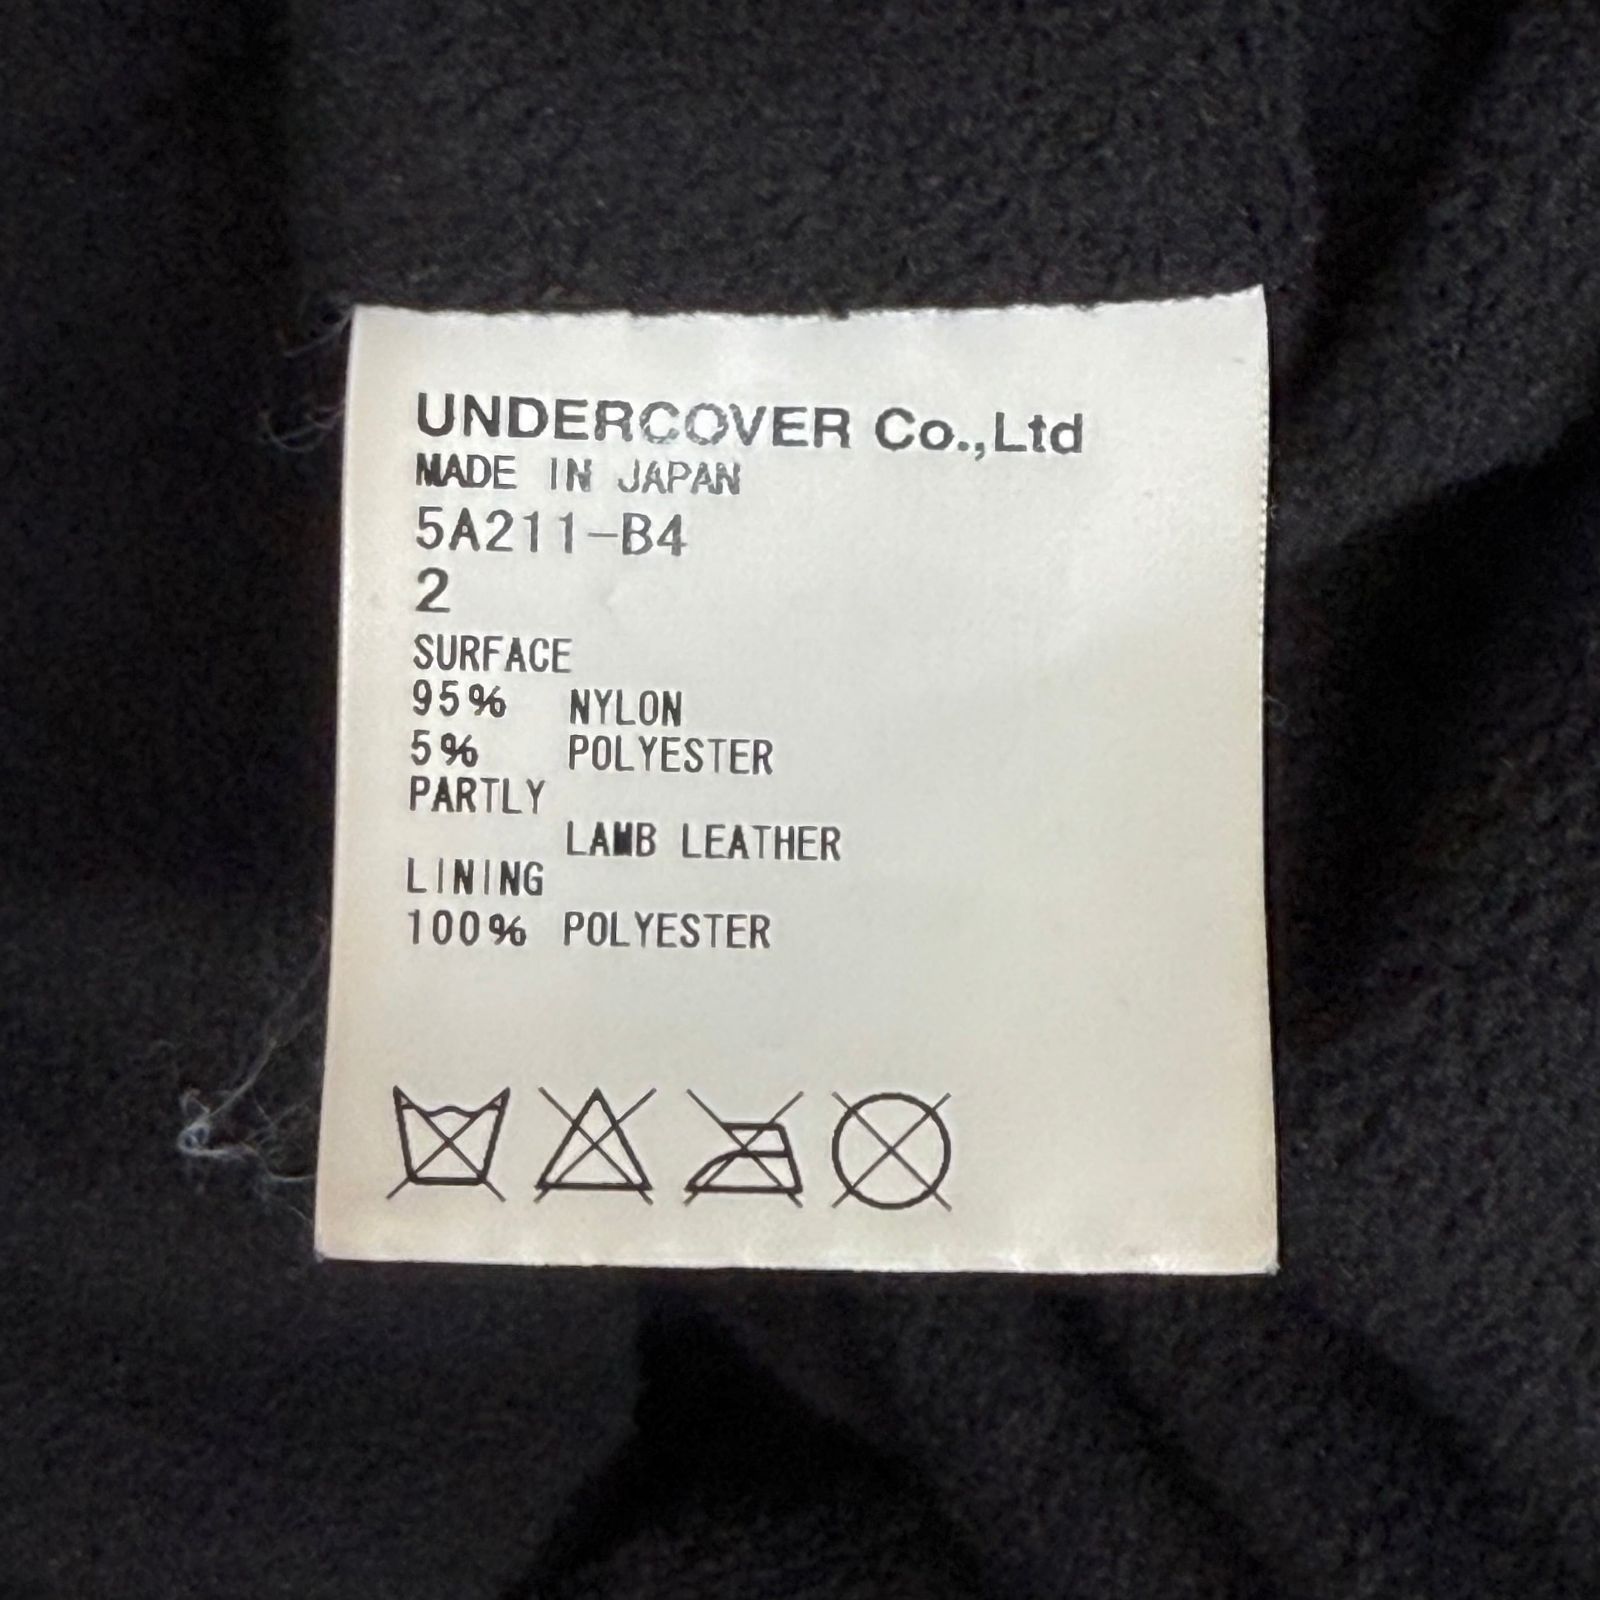 UNDERCOVER Co.,Ltd
MADE IN JAPAN
5A211-B4
2
SURFACE
95% NYLON
5% POLYESTER
PARTLY
LAMB LEATHER
LINING
100% POLYESTER